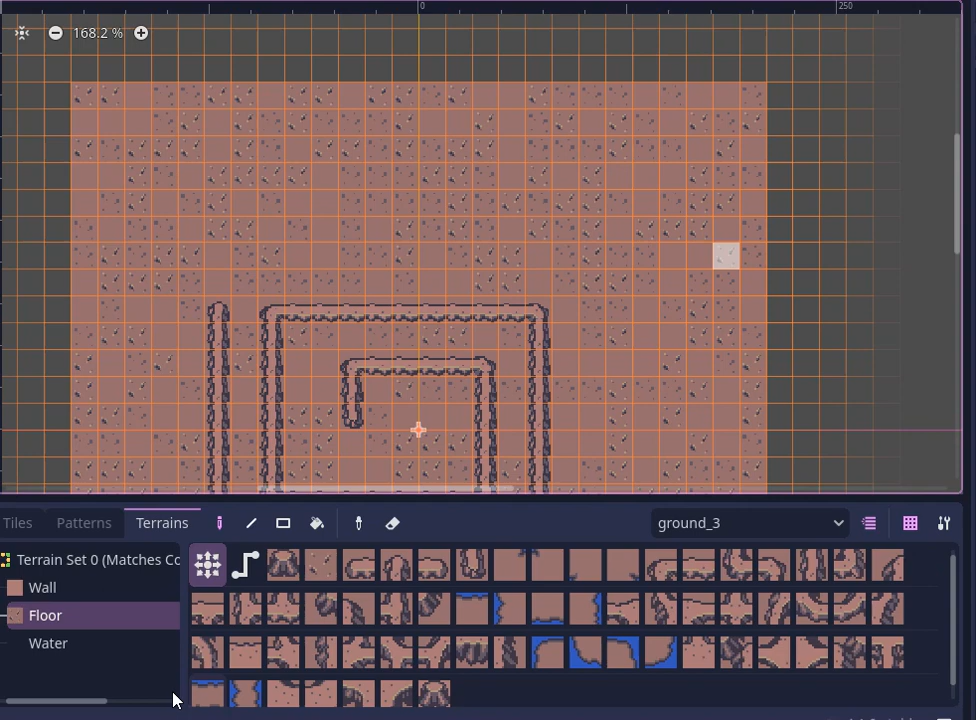 0 250
168.2 %
Tiles Patterns Terrains ground_3
Terrain Set 0 (Matches Co
Wall
Floor
Water